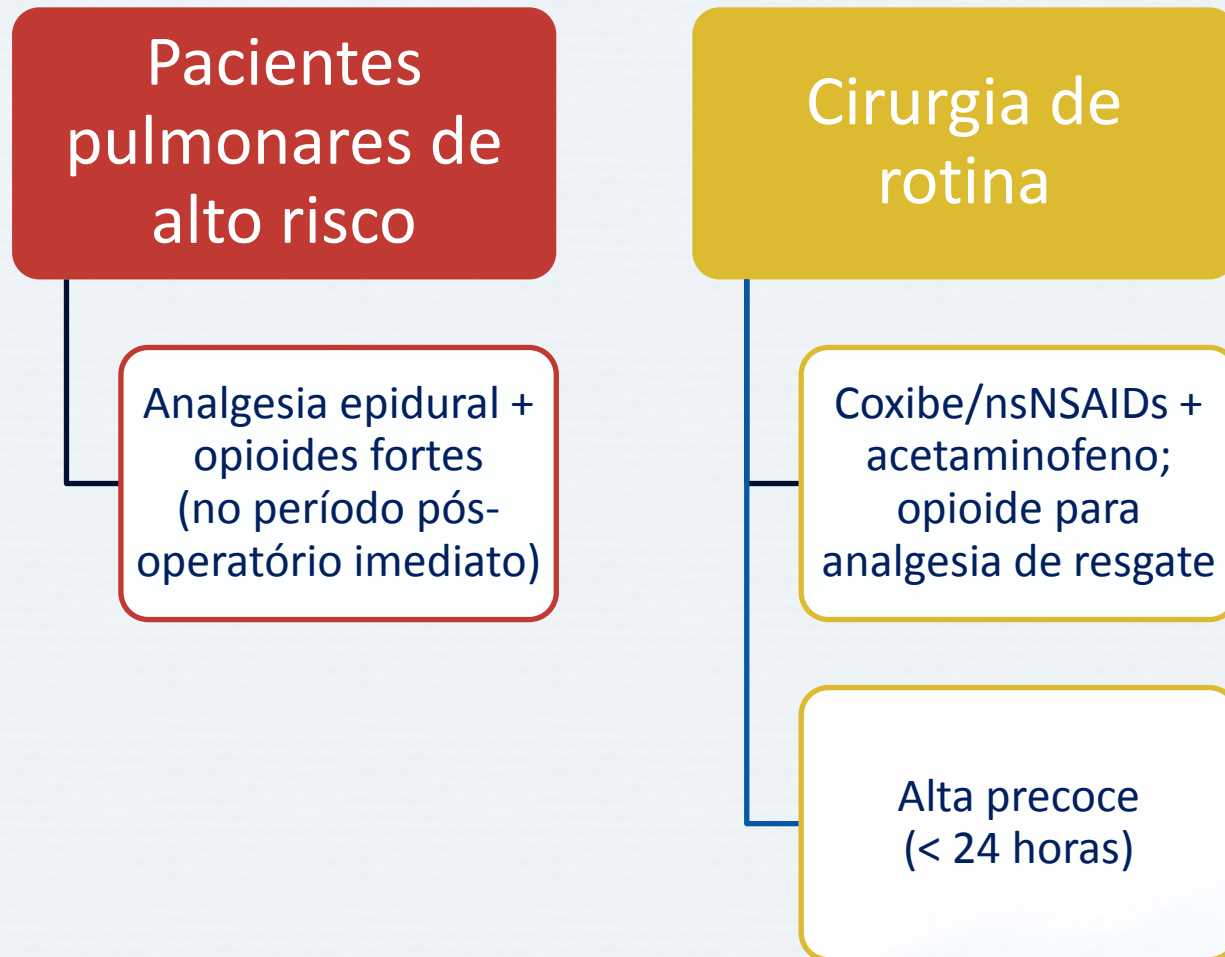 Pacientes
pulmonares de
alto risco
Analgesia epidural +
opioides fortes
(no período pós-
operatório imediato)
Cirurgia de
rotina
Coxibe/nsNSAIDs +
acetaminofeno;
opioide para
analgesia de resgate
Alta precoce
(< 24 horas)